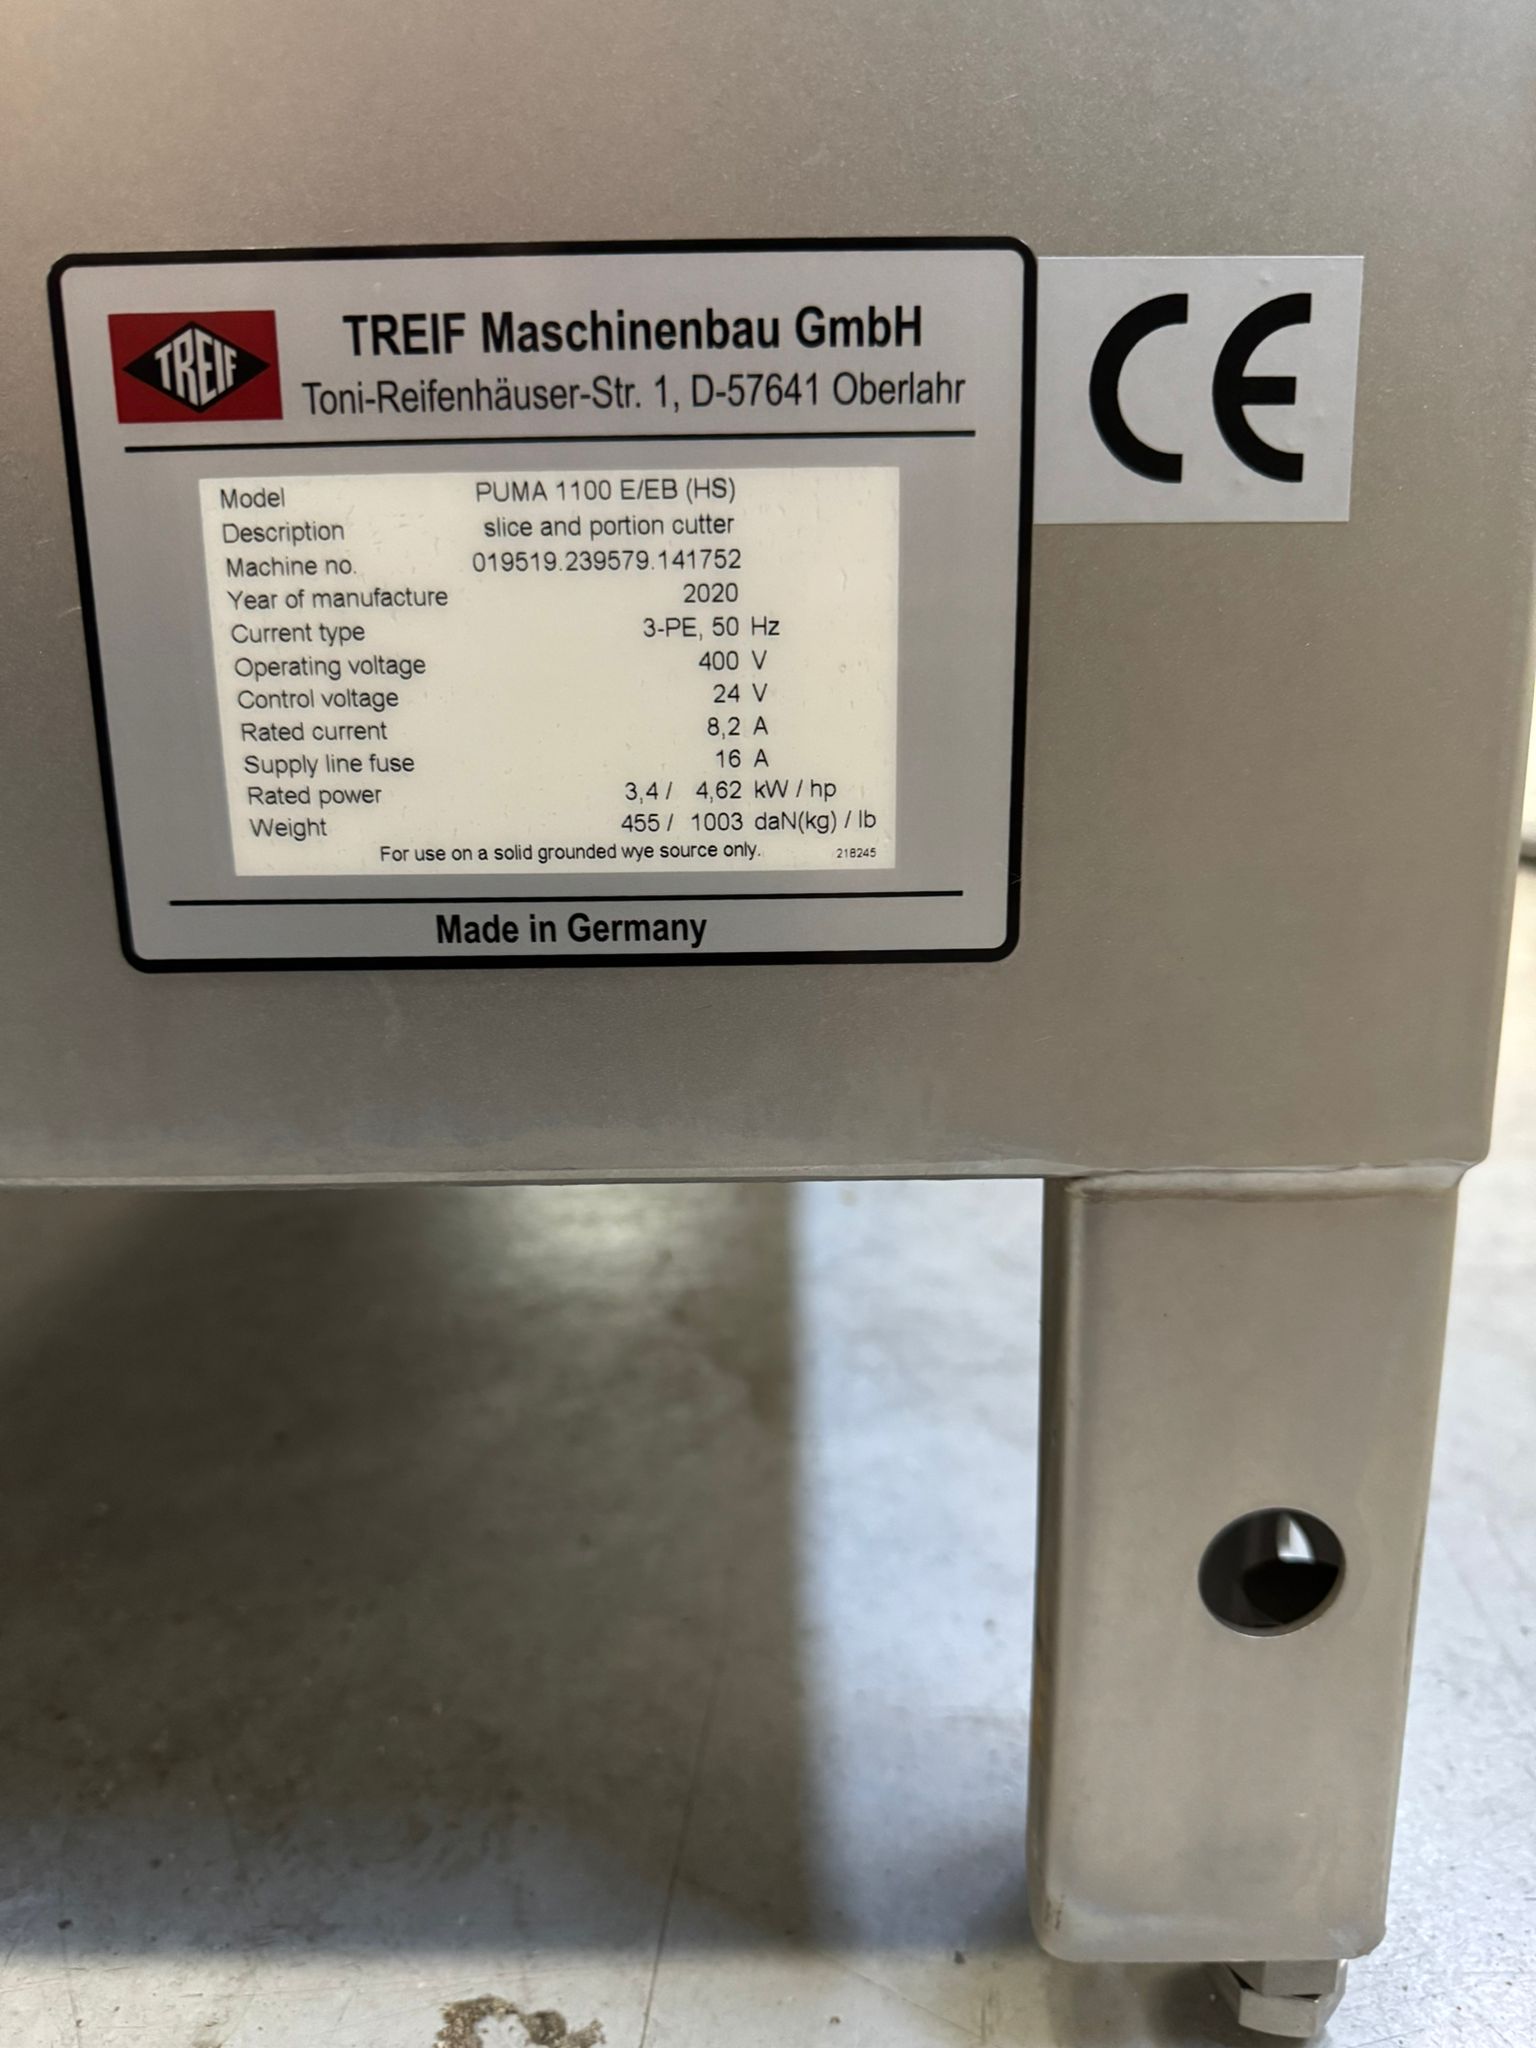 TREIF
TREIF Maschinenbau GmbH
Toni-Reifenhäuser-Str. 1, D-57641 Oberlahr
CE
Model PUMA 1100 E/EB (HS)
Description slice and portion cutter
Machine no. 019519.239579.141752
Year of manufacture 2020
Current type 3-PE, 50 Hz
Operating voltage 400 V
Control voltage 24 V
Rated current 8,2 A
Supply line fuse 16 A
Rated power 3,4 / 4,62 kW / hp
Weight 455 / 1003 daN(kg) / lb
For use on a solid grounded wye source only. 218245
Made in Germany